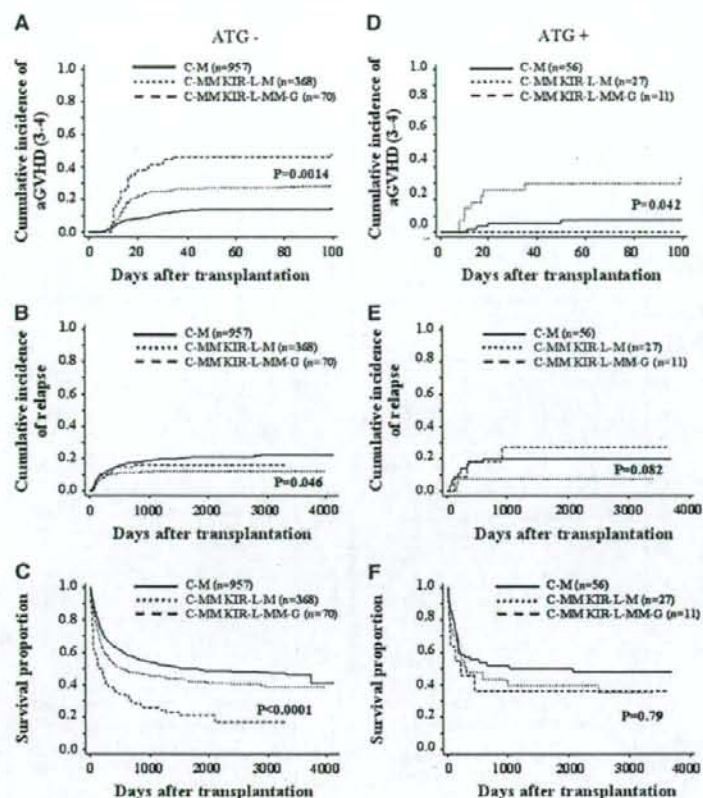 A
ATG -
C-M (n=957)
C-MM KIR-L-M (n=368)
C-MM KIR-L-MM-G (n=70)
Cumulative incidence of
aGVHD (3-4)
1.0
0.8
0.6
0.4
0.2
0.0
P=0.0014
0 20 40 60 80 100
Days after transplantation
D
ATG +
C-M (n=56)
C-MM KIR-L-M (n=27)
C-MM KIR-L-MM-G (n=11)
Cumulative incidence of
aGVHD (3-4)
1.0
0.8
0.6
0.4
0.2
0.0
P=0.042
0 20 40 60 80 100
Days after transplantation
B
C-M (n=957)
C-MM KIR-L-M (n=368)
C-MM KIR-L-MM-G (n=70)
Cumulative incidence
of relapse
1.0
0.8
0.6
0.4
0.2
0.0
P=0.046
0 1000 2000 3000 4000
Days after transplantation
E
C-M (n=56)
C-MM KIR-L-M (n=27)
C-MM KIR-L-MM-G (n=11)
Cumulative incidence
of relapse
1.0
0.8
0.6
0.4
0.2
0.0
P=0.082
0 1000 2000 3000 4000
Days after transplantation
C
C-M (n=957)
C-MM KIR-L-M (n=368)
C-MM KIR-L-MM-G (n=70)
Survival proportion
1.0
0.8
0.6
0.4
0.2
0.0
P<0.0001
0 1000 2000 3000 4000
Days after transplantation
F
C-M (n=56)
C-MM KIR-L-M (n=27)
C-MM KIR-L-MM-G (n=11)
Survival proportion
1.0
0.8
0.6
0.4
0.2
0.0
P=0.79
0 1000 2000 3000 4000
Days after transplantation